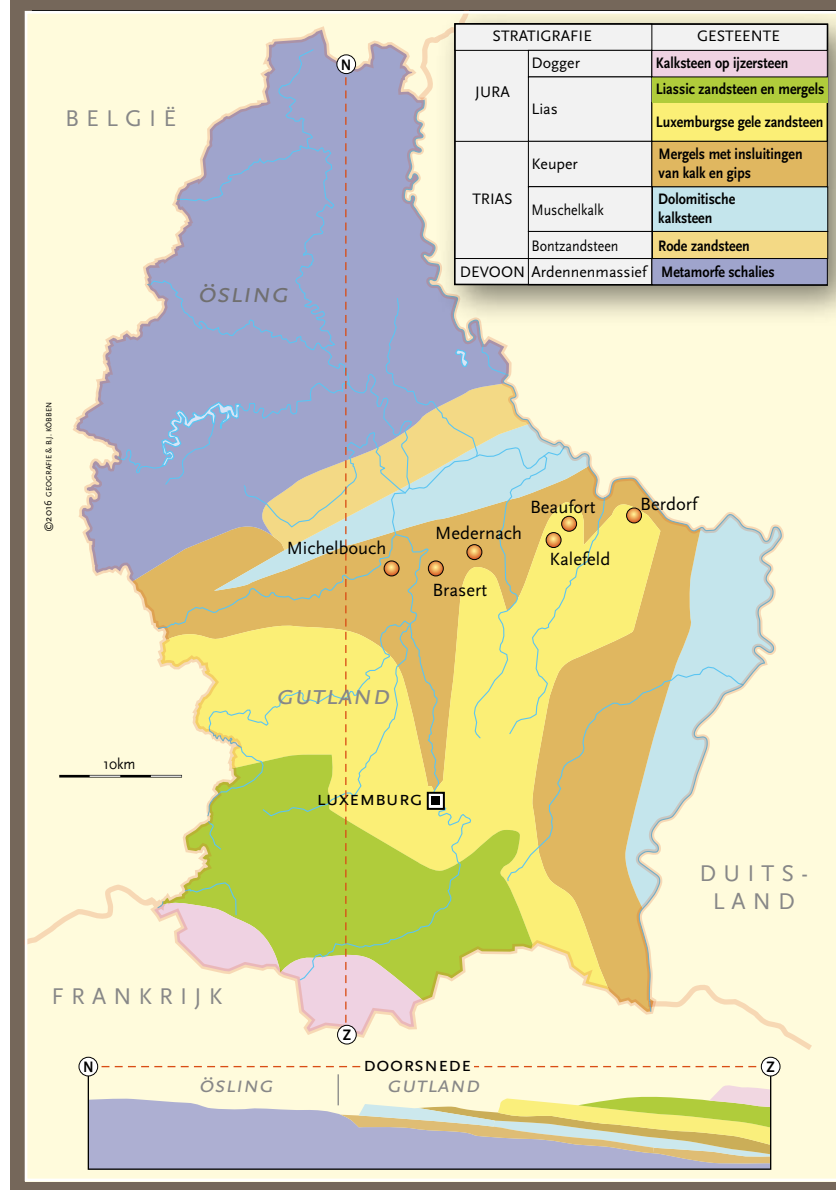 STRATIGRAFIE GESTEENTE
JURA
Dogger Kalksteen op ijzersteen
Lias Liassic zandsteen en mergels
Luxemburgse gele zandsteen
TRIAS
Keuper Mergels met insluitingen
van kalk en gips
Muschelkalk Dolomitische
kalksteen
Bontzandsteen Rode zandsteen
DEVOON Ardennenmassief Metamorfe schalies
N
BELGIË
ÖSLING
©2016 GEOGRAFIE & B.J. KÖBBEN
Beaufort
Berdorf
Medernach
Michelbouch
Kalefeld
Brasert
GUTLAND
10km
LUXEMBURG
DUITS-
LAND
FRANKRIJK
Z
N DOORSNEDE Z
ÖSLING GUTLAND